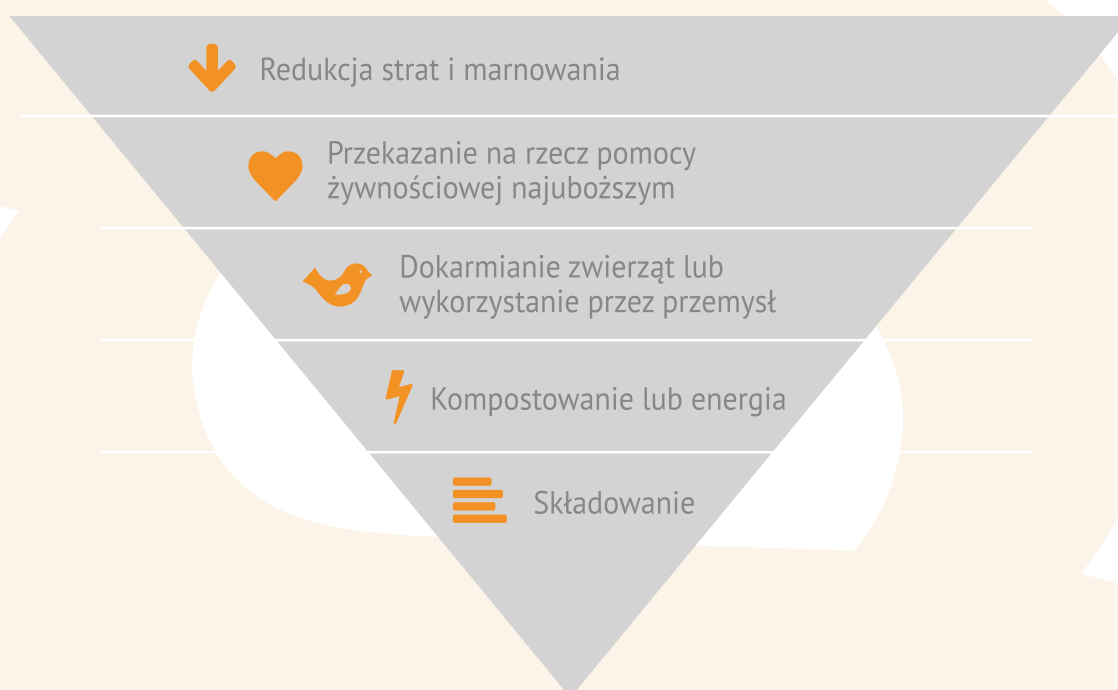 Redukcja strat i marnowania
Przekazanie na rzecz pomocy
żywnościowej najuboższym
Dokarmianie zwierząt lub
wykorzystanie przez przemysł
Kompostowanie lub energia
Składowanie